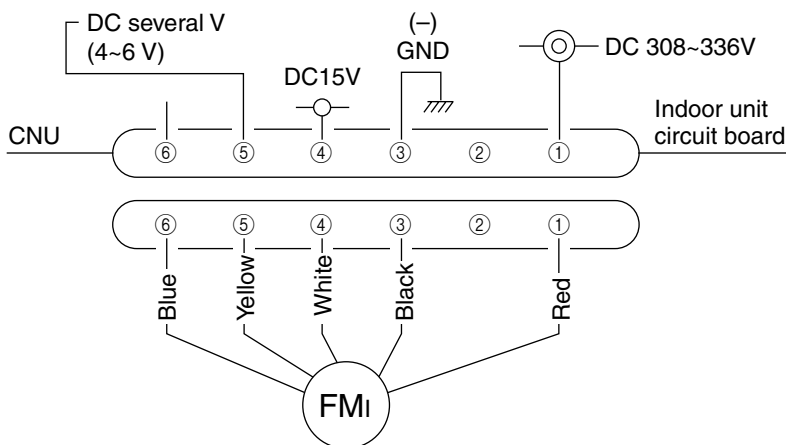 DC several V
(4~6 V)
(–)
GND
DC 308~336V
DC15V
CNU
Indoor unit
circuit board
⑥ ⑤ ④ ③ ② ①
⑥ ⑤ ④ ③ ② ①
Blue
Yellow
White
Black
Red
FMI